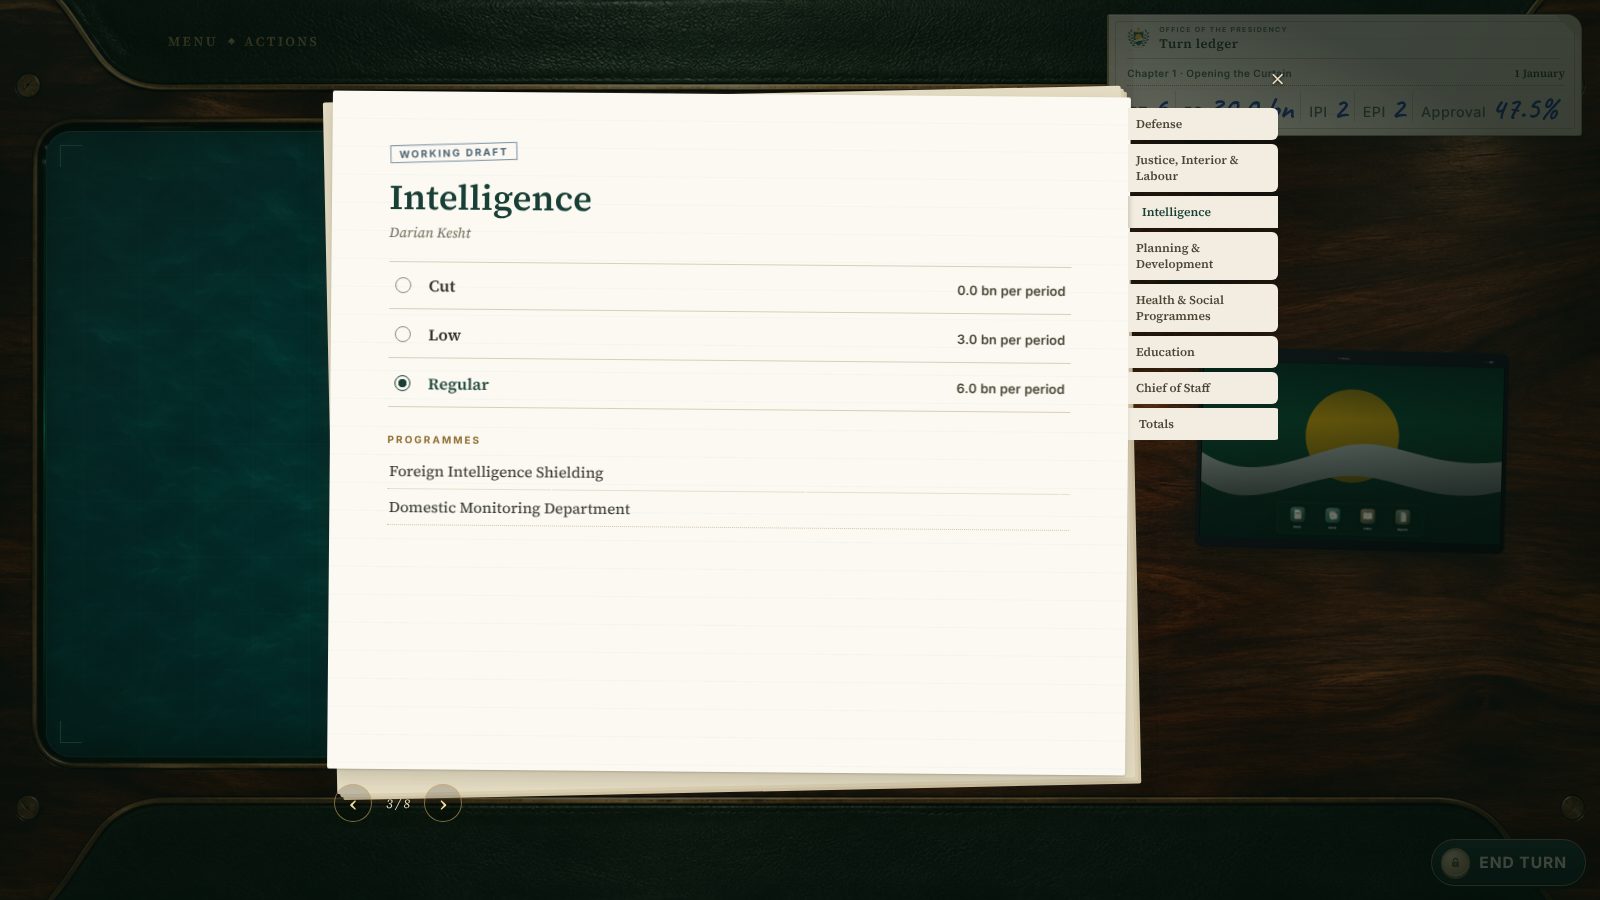 MENU ◆ ACTIONS
OFFICE OF THE PRESIDENCY
Turn ledger
Chapter 1 · Opening the Curtain
1 January
IPI 2
EPI 2
Approval 47.5%
WORKING DRAFT
Intelligence
Darian Kesht
Cut
0.0 bn per period
Low
3.0 bn per period
Regular
6.0 bn per period
PROGRAMMES
Foreign Intelligence Shielding
Domestic Monitoring Department
Defense
Justice, Interior &
Labour
Intelligence
Planning &
Development
Health & Social
Programmes
Education
Chief of Staff
Totals
3/8
END TURN